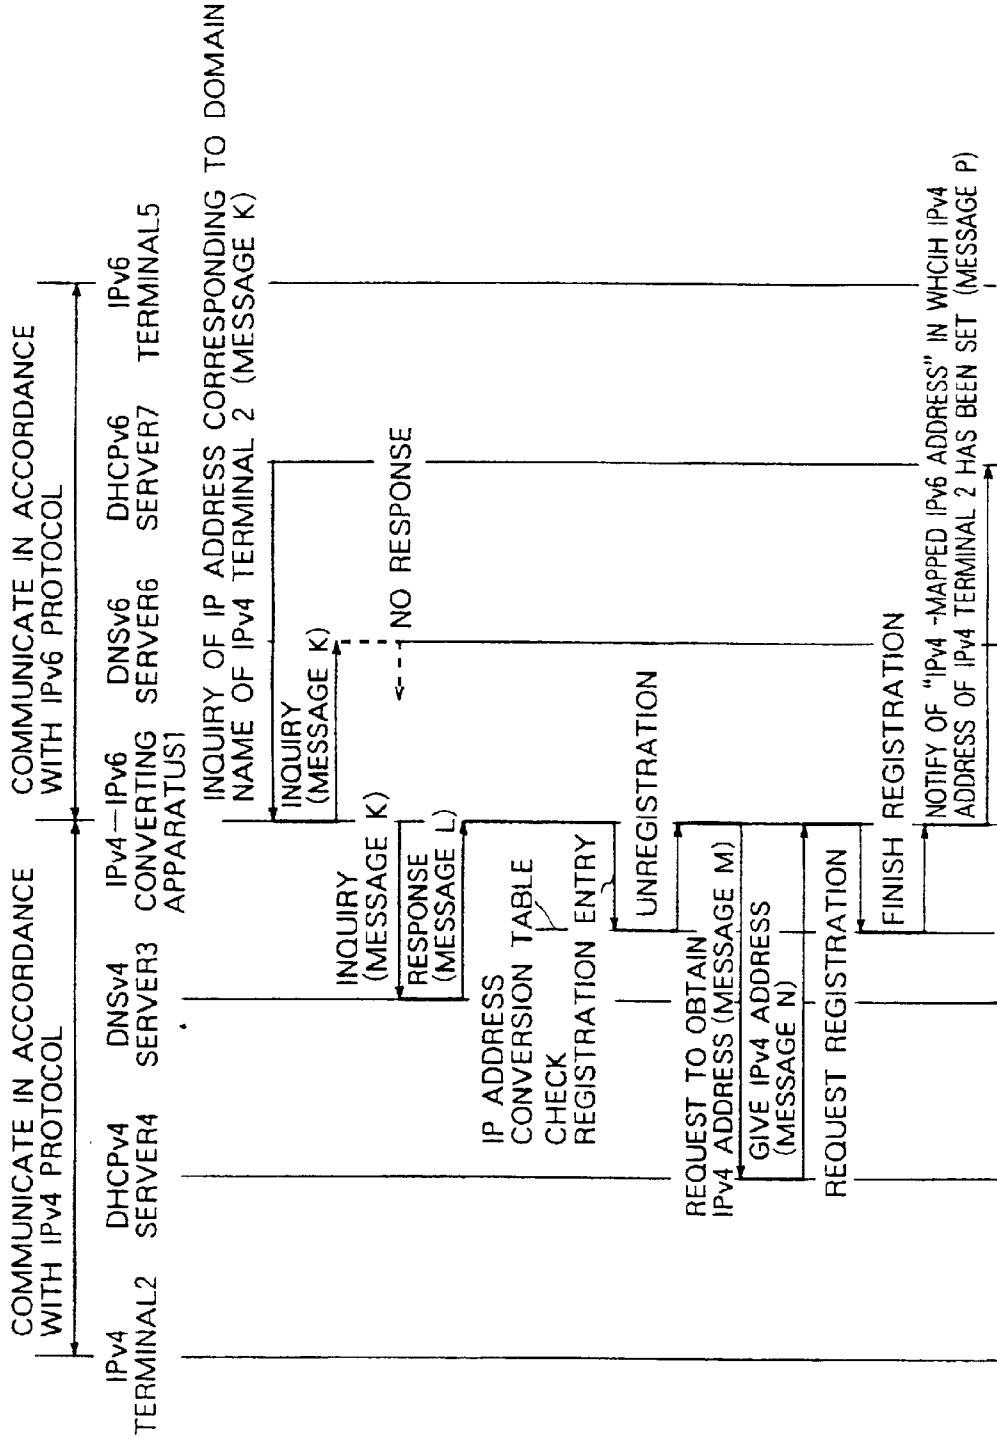 COMMUNICATE IN ACCORDANCE
WITH IPv4 PROTOCOL
COMMUNICATE IN ACCORDANCE
WITH IPv6 PROTOCOL
IPv4
TERMINAL2
DHCPv4
SERVER4
DNSv4
SERVER3
IPv4—IPv6
CONVERTING
APPARATUS1
DNSv6
SERVER6
DHCPv6
SERVER7
IPv6
TERMINAL5
INQUIRY OF IP ADDRESS CORRESPONDING TO DOMAIN
NAME OF IPv4 TERMINAL 2 (MESSAGE K)
INQUIRY
(MESSAGE K)
NO RESPONSE
INQUIRY
(MESSAGE K)
RESPONSE
(MESSAGE L)
IP ADDRESS
CONVERSION TABLE
CHECK
REGISTRATION ENTRY
UNREGISTRATION
REQUEST TO OBTAIN
IPv4 ADDRESS (MESSAGE M)
GIVE IPv4 ADDRESS
(MESSAGE N)
REQUEST REGISTRATION
FINISH REGISTRATION
NOTIFY OF "IPv4 -MAPPED IPv6 ADDRESS" IN WHCIH IPv4
ADDRESS OF IPv4 TERMINAL 2 HAS BEEN SET (MESSAGE P)